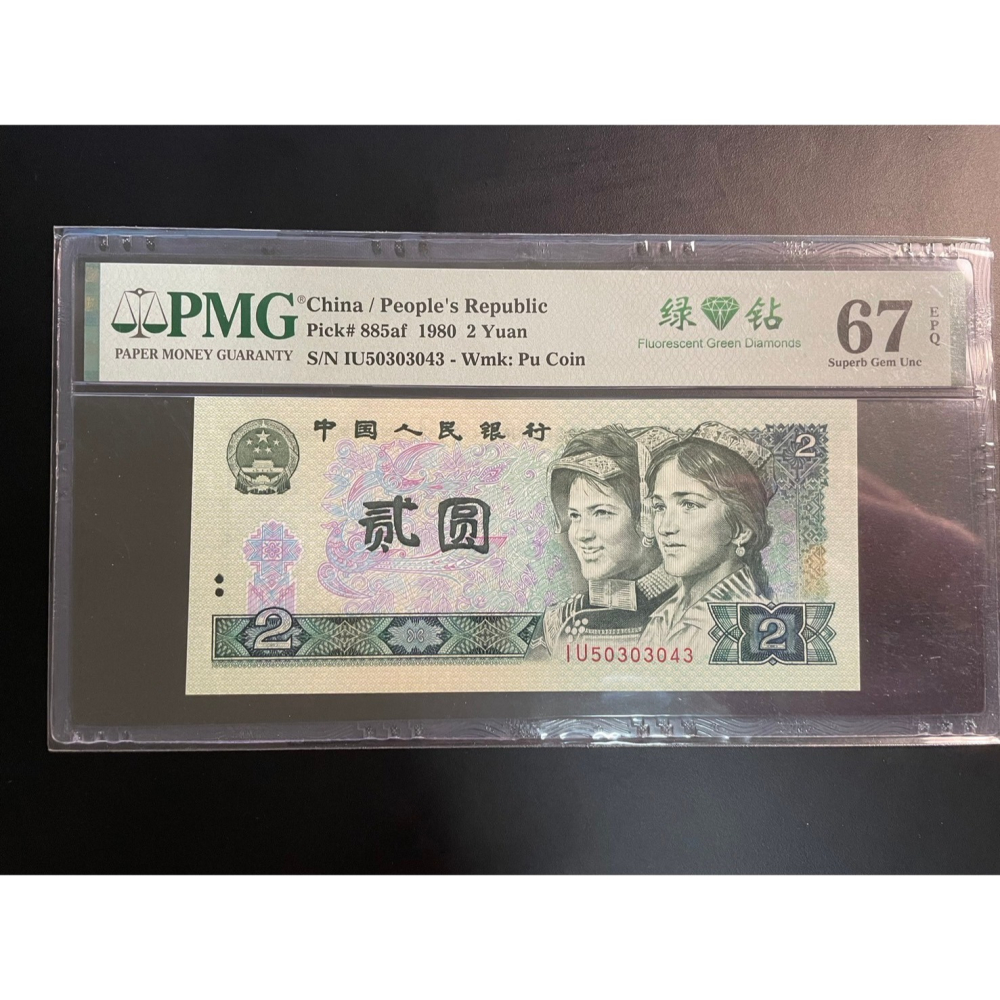 PMG®
PAPER MONEY GUARANTY
China / People's Republic
Pick# 885af 1980 2 Yuan
S/N IU50303043 - Wmk: Pu Coin
绿 钻
Fluorescent Green Diamonds
67
EPQ
Superb Gem Unc
中国人民银行
2
贰圆
2
2
IU50303043